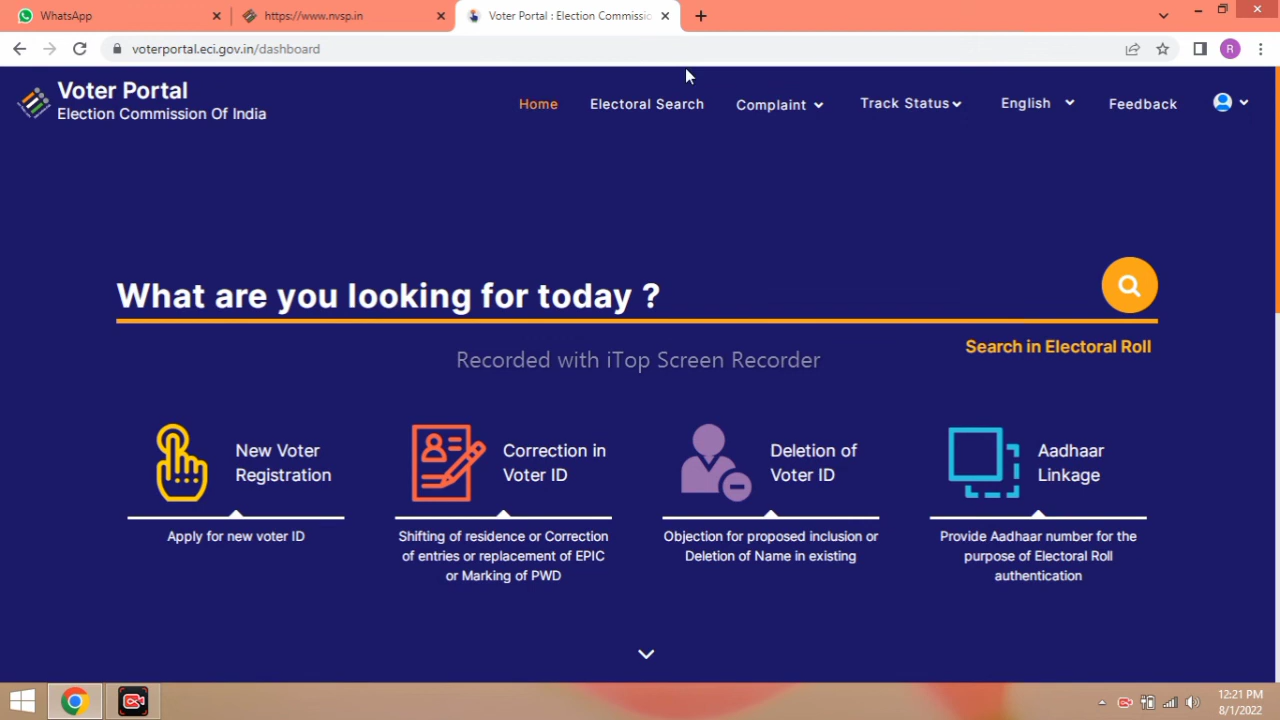 WhatsApp
https://www.nvsp.in
Voter Portal : Election Commissio
voterportal.eci.gov.in/dashboard
R
Voter Portal
Election Commission Of India
Home
Electoral Search
Complaint
Track Status
English
Feedback
What are you looking for today ?
Search in Electoral Roll
Recorded with iTop Screen Recorder
New Voter
Registration
Apply for new voter ID
Correction in
Voter ID
Shifting of residence or Correction
of entries or replacement of EPIC
or Marking of PWD
Deletion of
Voter ID
Objection for proposed inclusion or
Deletion of Name in existing
Aadhaar
Linkage
Provide Aadhaar number for the
purpose of Electoral Roll
authentication
12:21 PM
8/1/2022